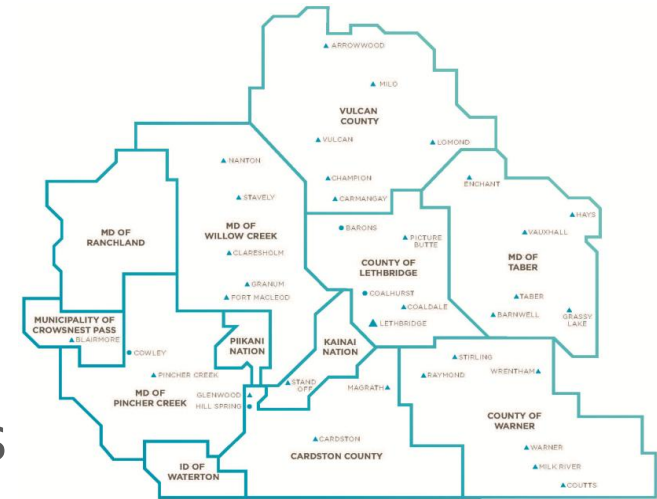 ARROWWOOD
MILO
VULCAN
COUNTY
VULCAN
LOMOND
NANTON
CHAMPION
ENCHANT
STAVELY
CARMANGAY
HAYS
MD OF
RANCHLAND
MD OF
WILLOW CREEK
BARONS
PICTURE
BUTTE
VAUXHALL
CLARESHOLM
COUNTY OF
LETHBRIDGE
MD OF
TABER
GRANUM
COALHURST
FORT MACLEOD
COALDALE
TABER
BARNWELL
GRASSY
LAKE
MUNICIPALITY OF
CROWSNEST PASS
BLAIRMORE
LETHBRIDGE
PIIKANI
NATION
KAINAI
NATION
COWLEY
STIRLING
PINCHER CREEK
STAND
OFF
MAGRATH
RAYMOND
WRENTHAM
MD OF
PINCHER CREEK
GLENWOOD
HILL SPRING
COUNTY OF
WARNER
CARDSTON
CARDSTON COUNTY
WARNER
ID OF
WATERTON
MILK RIVER
COUTTS
S